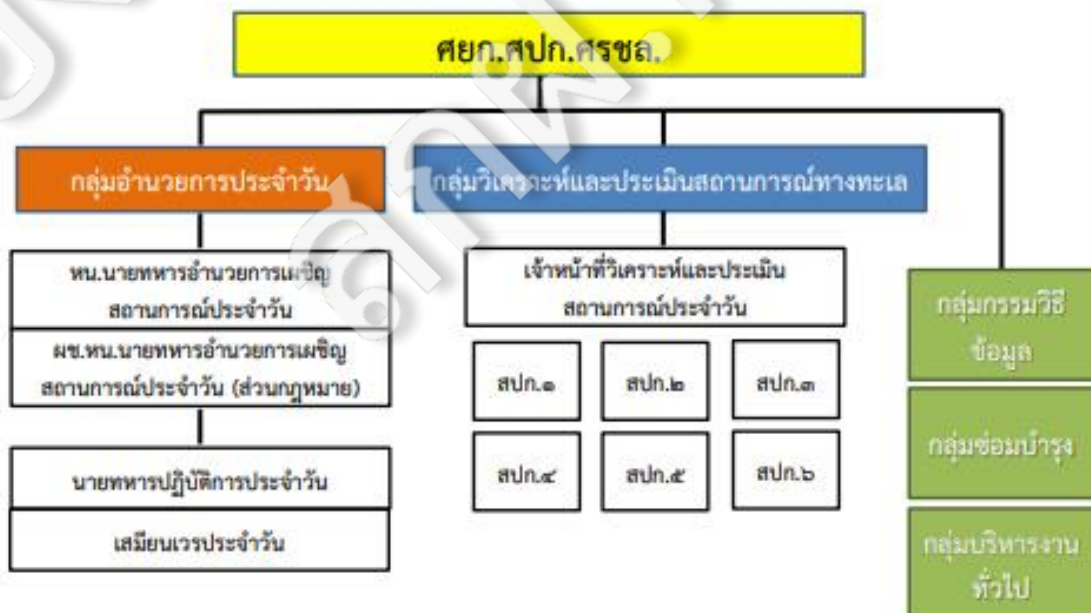 ศยก.ศปก.ศรชล.
กลุ่มอำนวยการประจำวัน
กลุ่มวิเคราะห์และประเมินสถานการณ์ทางทะเล
หน.นายทหารอำนวยการเผชิญ
สถานการณ์ประจำวัน
ผช.หน.นายทหารอำนวยการเผชิญ
สถานการณ์ประจำวัน (ส่วนกฎหมาย)
นายทหารปฏิบัติการประจำวัน
เสมียนเวรประจำวัน
เจ้าหน้าที่วิเคราะห์และประเมิน
สถานการณ์ประจำวัน
สปก.๑
สปก.๒
สปก.๓
สปก.๔
สปก.๕
สปก.๖
กลุ่มกรรมวิธี
ข้อมูล
กลุ่มซ่อมบำรุง
กลุ่มบริหารงาน
ทั่วไป